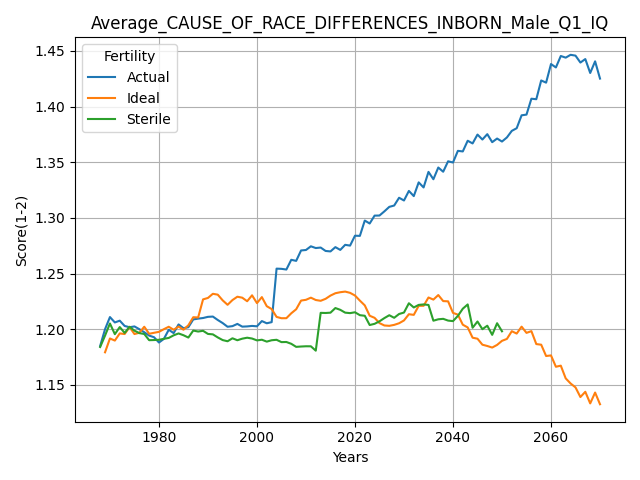 Average_CAUSE_OF_RACE_DIFFERENCES_INBORN_Male_Q1_IQ
Fertility
Actual
Ideal
Sterile
Score(1-2)
1.45
1.40
1.35
1.30
1.25
1.20
1.15
1980 2000 2020 2040 2060
Years